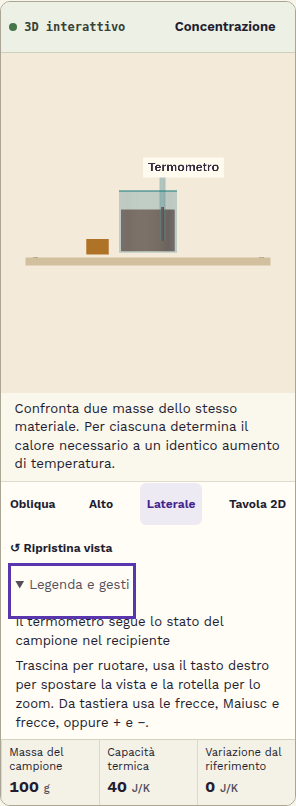 3D interattivo
Concentrazione
Termometro
Confronta due masse dello stesso
materiale. Per ciascuna determina il
calore necessario a un identico aumento
di temperatura.
Obliqua Alto Laterale Tavola 2D
↺ Ripristina vista
▼ Legenda e gesti
Il termometro segue lo stato del
campione nel recipiente
Trascina per ruotare, usa il tasto destro
per spostare la vista e la rotella per lo
zoom. Da tastiera usa le frecce, Maiusc e
frecce, oppure + e −.
Massa del
campione
100 g
Capacità
termica
40 J/K
Variazione dal
riferimento
0 J/K